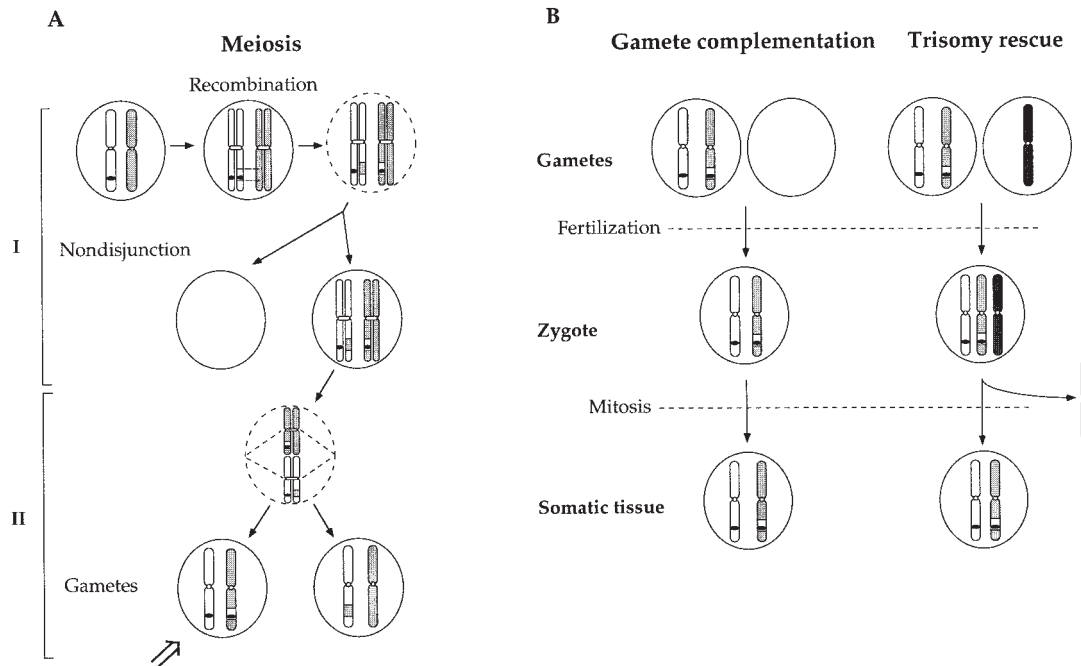 A
Meiosis
Recombination
I
Nondisjunction
II
Gametes
B
Gamete complementation
Trisomy rescue
Gametes
Fertilization
Zygote
Mitosis
Somatic tissue